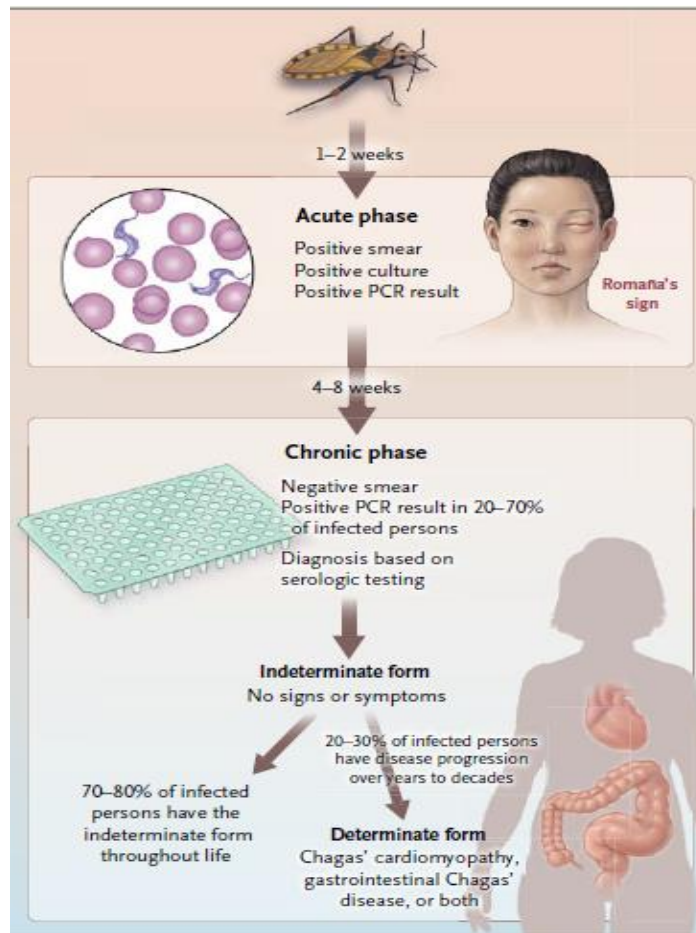 1–2 weeks
Acute phase
Positive smear
Positive culture
Positive PCR result
Romaña's
sign
4–8 weeks
Chronic phase
Negative smear
Positive PCR result in 20–70%
of infected persons
Diagnosis based on
serologic testing
Indeterminate form
No signs or symptoms
20–30% of infected persons
have disease progression
over years to decades
70–80% of infected
persons have the
indeterminate form
throughout life
Determinate form
Chagas' cardiomyopathy,
gastrointestinal Chagas'
disease, or both